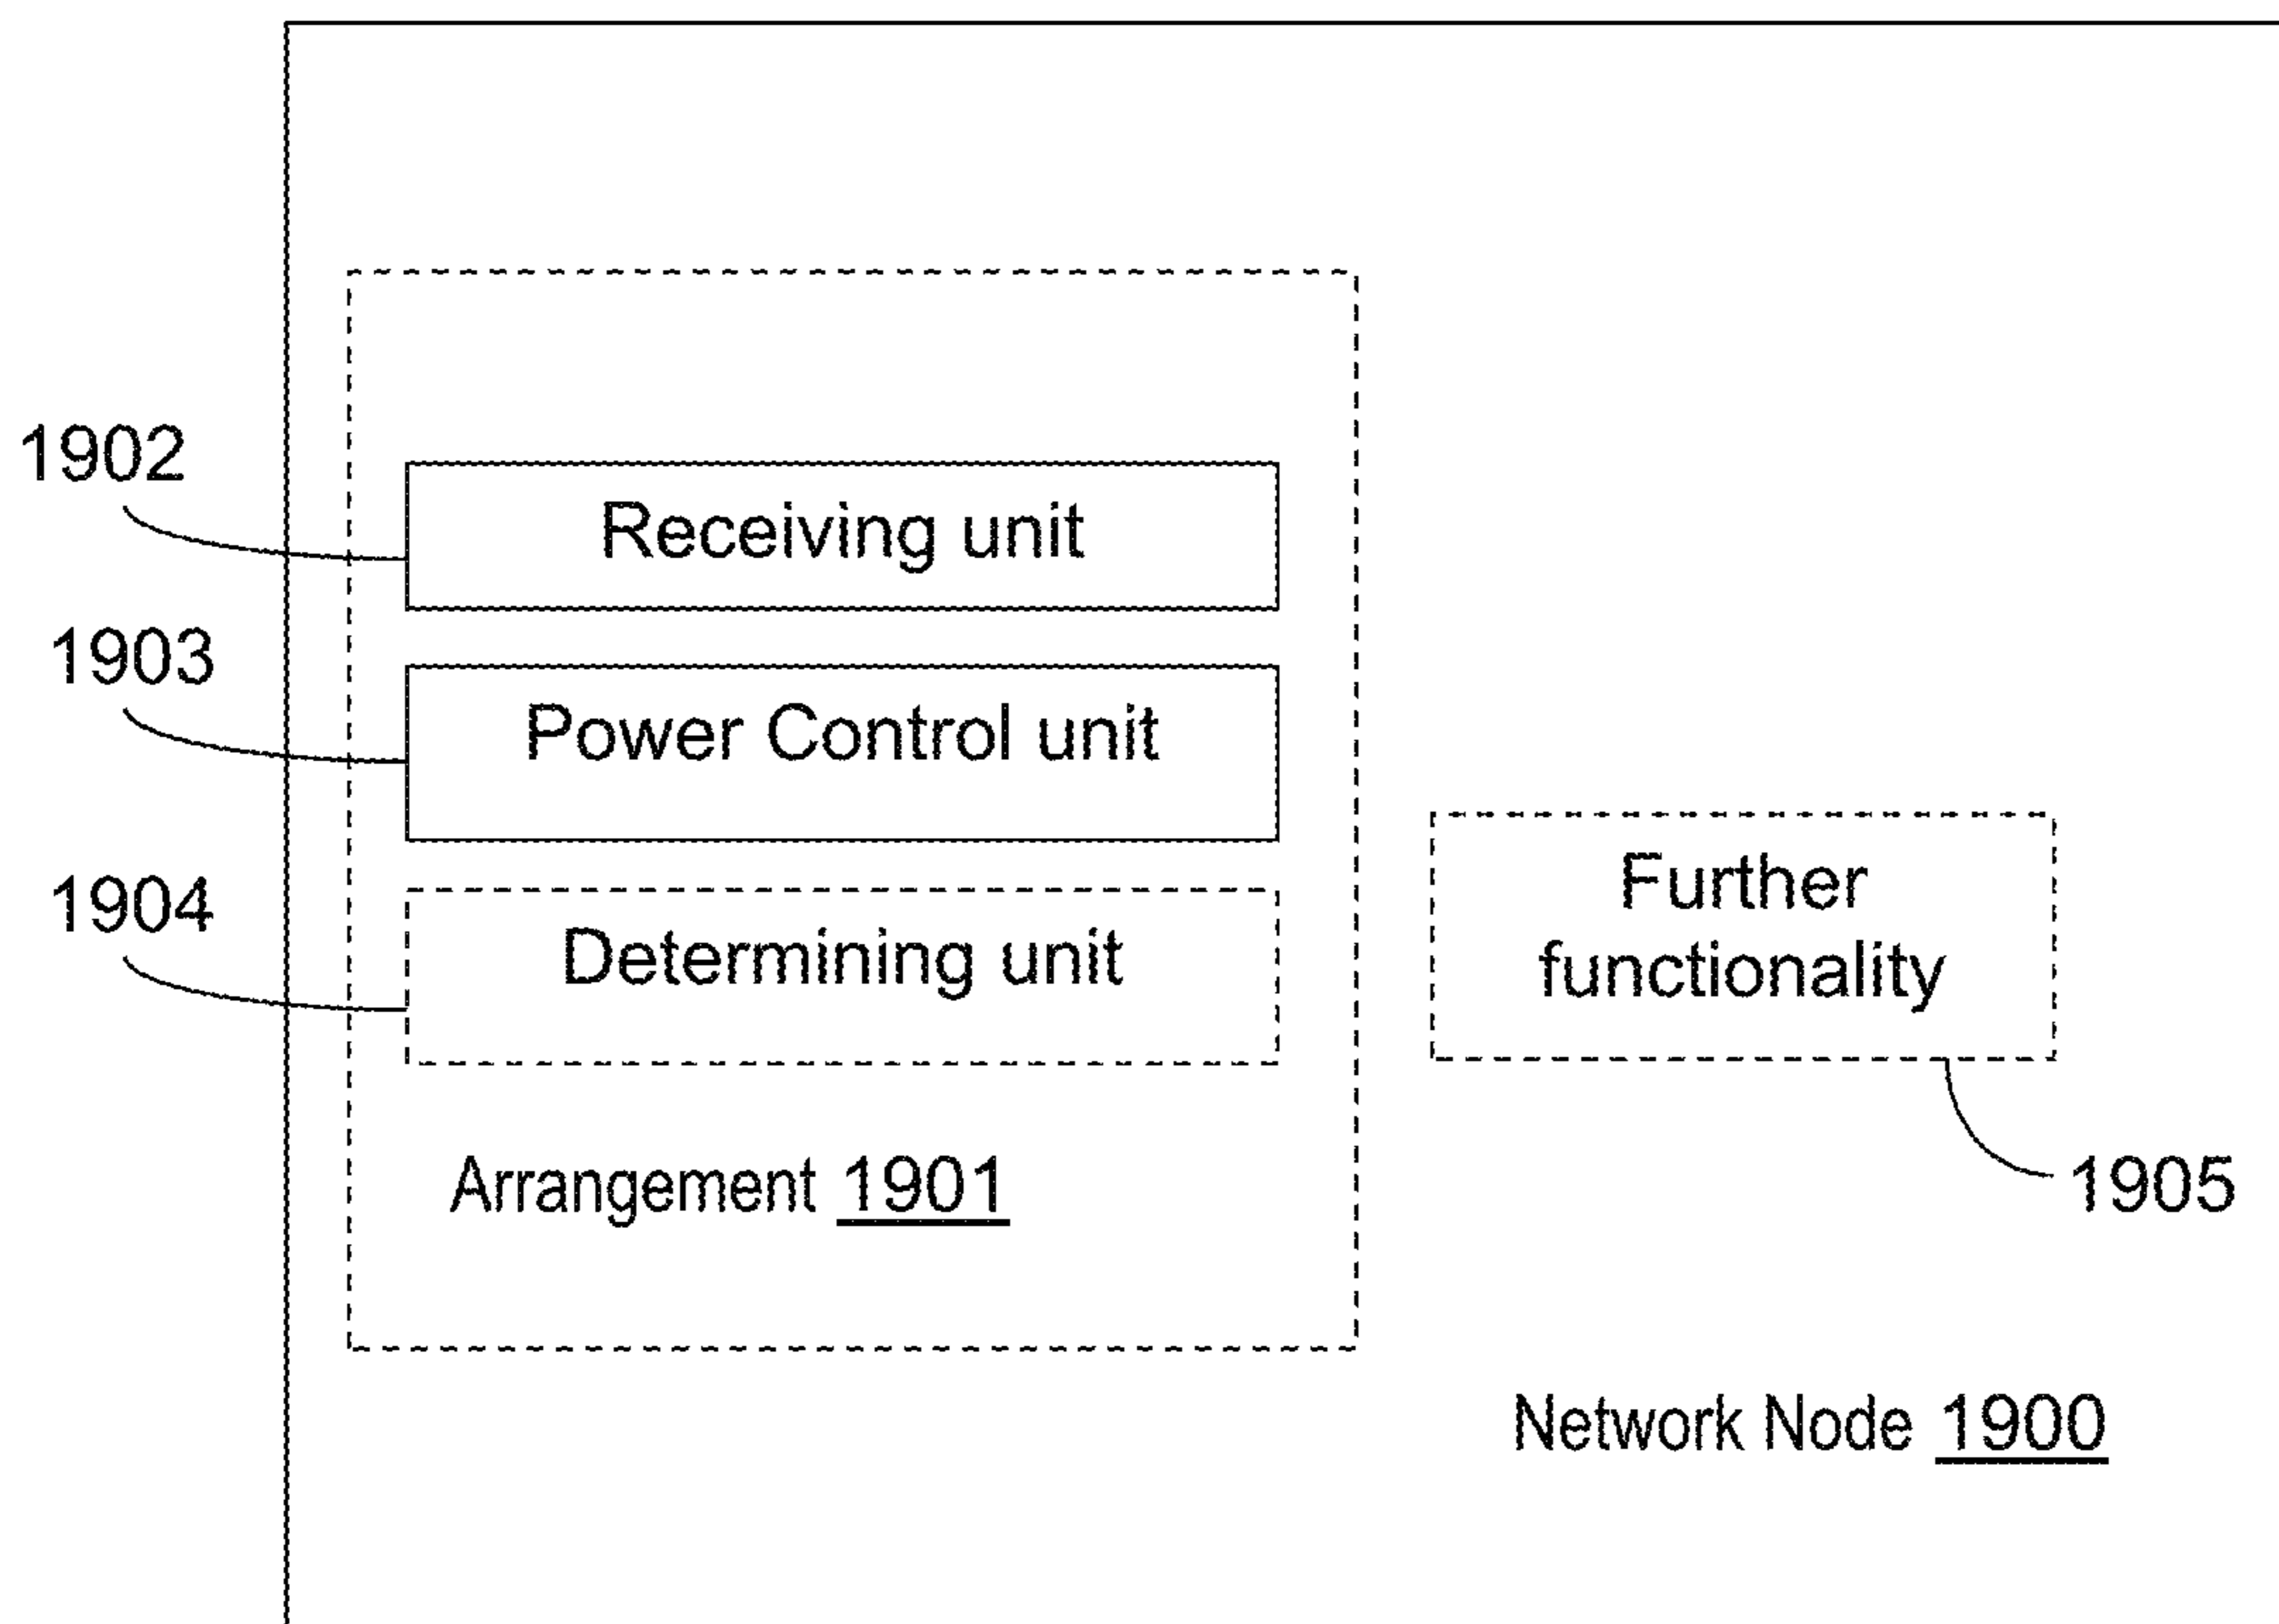 1902
Receiving unit
1903
Power Control unit
1904
Determining unit
Further
functionality
Arrangement 1901
1905
Network Node 1900